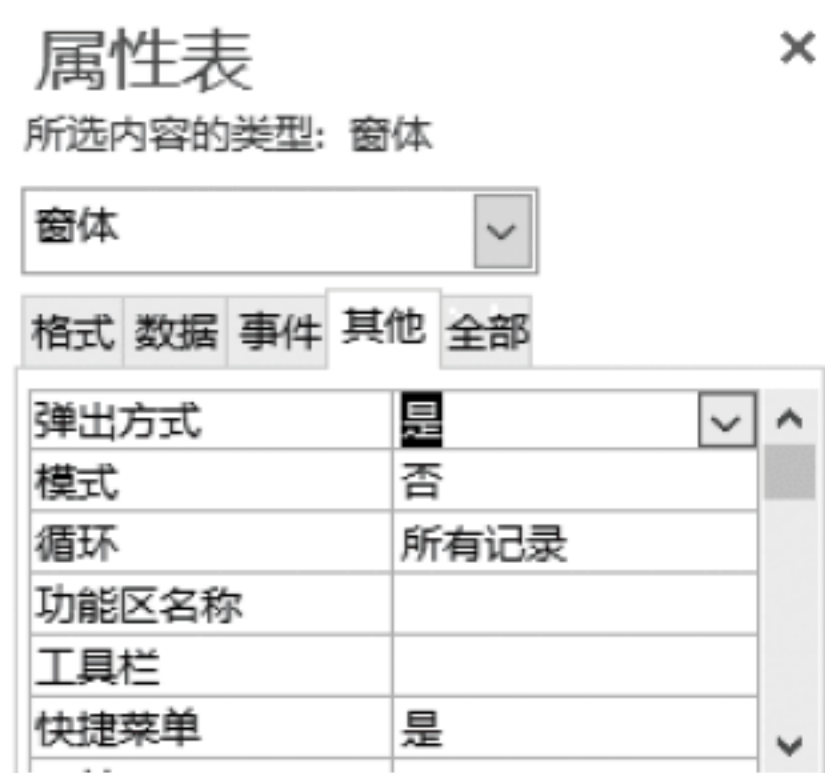 属性表
所选内容的类型: 窗体
窗体
格式 数据 事件 其他 全部
弹出方式 是
模式 否
循环 所有记录
功能区名称
工具栏
快捷菜单 是